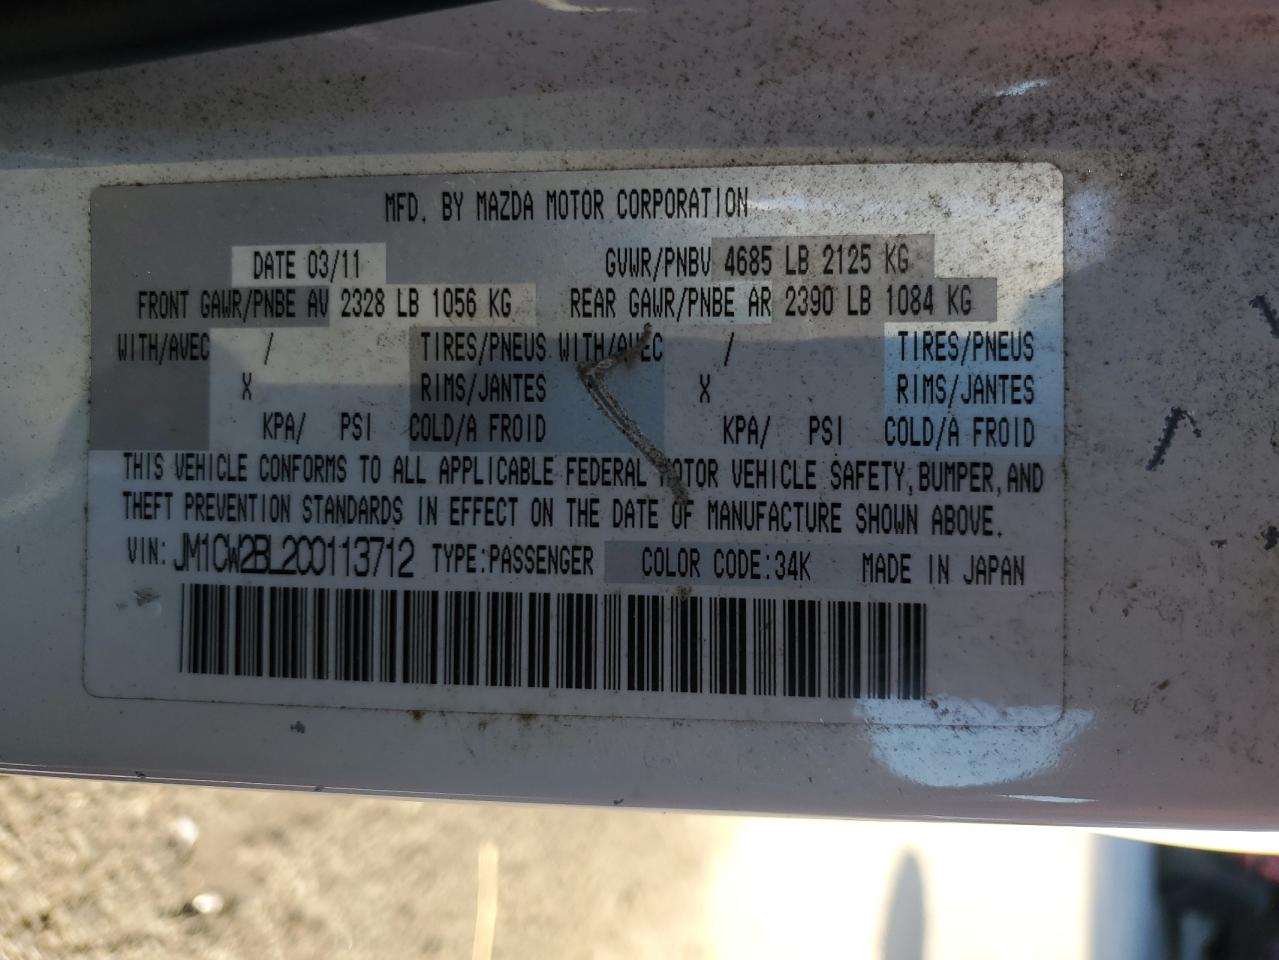 MFD. BY MAZDA MOTOR CORPORATION
DATE 03/11 GVWR/PNBV 4685 LB 2125 KG
FRONT GAWR/PNBE AV 2328 LB 1056 KG REAR GAWR/PNBE AR 2390 LB 1084 KG
WITH/AVEC / TIRES/PNEUS WITH/AVEC / TIRES/PNEUS
X RIMS/JANTES X RIMS/JANTES
KPA/ PSI COLD/A FROID KPA/ PSI COLD/A FROID
THIS VEHICLE CONFORMS TO ALL APPLICABLE FEDERAL MOTOR VEHICLE SAFETY, BUMPER, AND
THEFT PREVENTION STANDARDS IN EFFECT ON THE DATE OF MANUFACTURE SHOWN ABOVE.
VIN: JM1CW2BL2C0113712 TYPE:PASSENGER COLOR CODE:34K MADE IN JAPAN